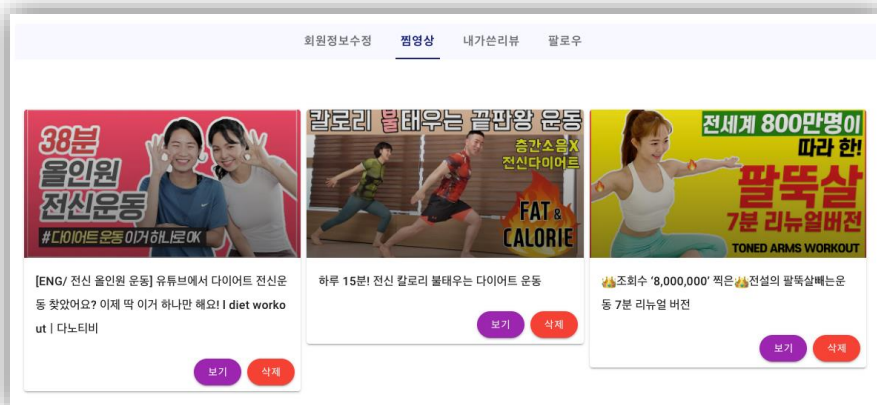 회원정보수정 찜영상 내가쓴리뷰 팔로우
38분
올인원
전신운동
#다이어트 운동 이거 하나로 OK
[ENG/ 전신 올인원 운동] 유튜브에서 다이어트 전신운
동 찾았어요? 이제 딱 이거 하나만 해요! l diet worko
ut | 다노티비
보기 삭제
칼로리 불태우는 끝판왕 운동
층간소음X
전신다이어트
FAT &
CALORIE
하루 15분! 전신 칼로리 불태우는 다이어트 운동
보기 삭제
전세계 800만명이
따라 한!
팔뚝살
7분 리뉴얼버전
TONED ARMS WORKOUT
👑조회수 ‘8,000,000’ 찍은👑전설의 팔뚝살빼는운
동 7분 리뉴얼 버전
보기 삭제